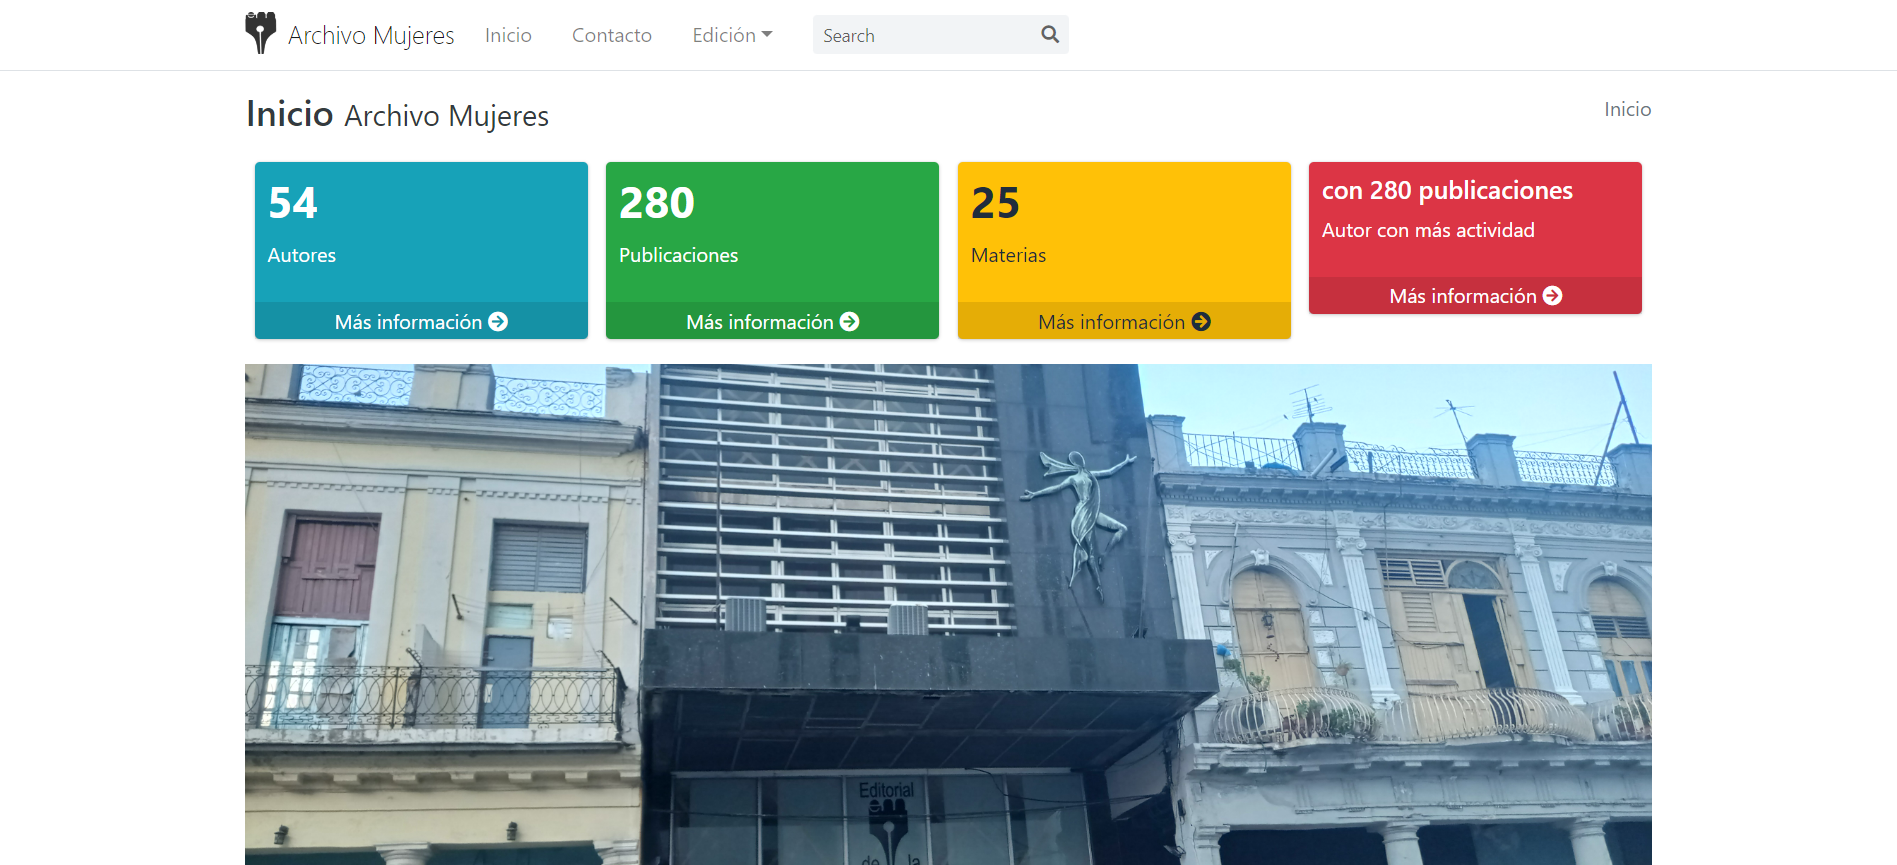 Archivo Mujeres Inicio Contacto Edición Search
Inicio Archivo Mujeres
Inicio
54
Autores
Más información
280
Publicaciones
Más información
25
Materias
Más información
con 280 publicaciones
Autor con más actividad
Más información
Editorial
de la